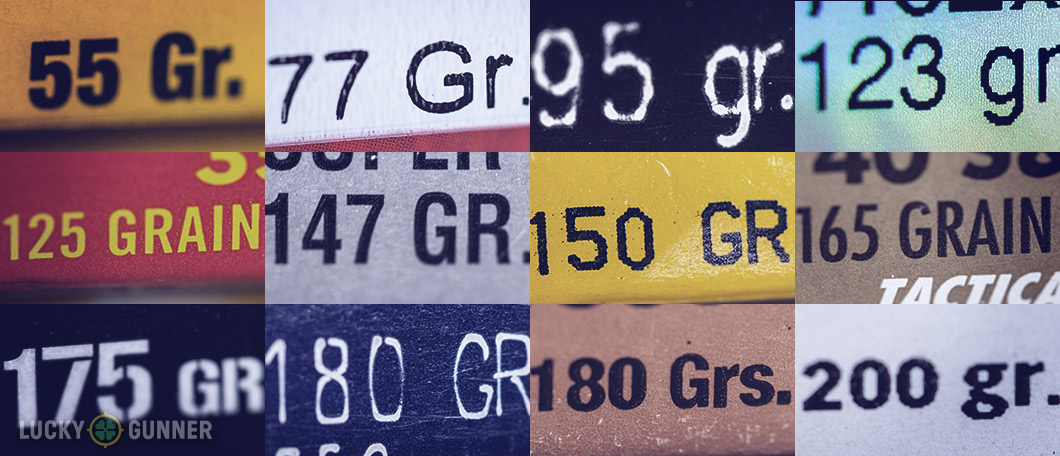 55 Gr.
77 Gr.
95 gr.
123 gr
125 GRAIN
147 GR.
150 GR
40
165 GRAIN
TACTICA
175 GR
180 GR
180 Grs.
200 gr.
LUCKY GUNNER